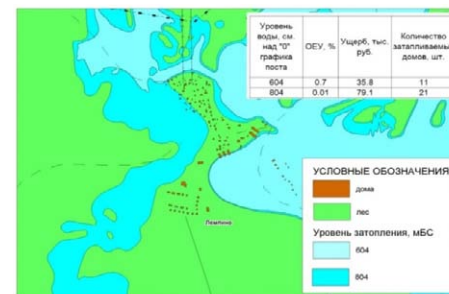 Уровень воды, см. над "0" графика поста
ОЕУ, %
Ущерб, тыс. руб.
Количество затапливаемых домов, шт.
604 0.7 35.8 11
804 0.01 79.1 21
УСЛОВНЫЕ ОБОЗНАЧЕНИЯ
дома
лес
Уровень затопления, мБС
604
804
Лемпино